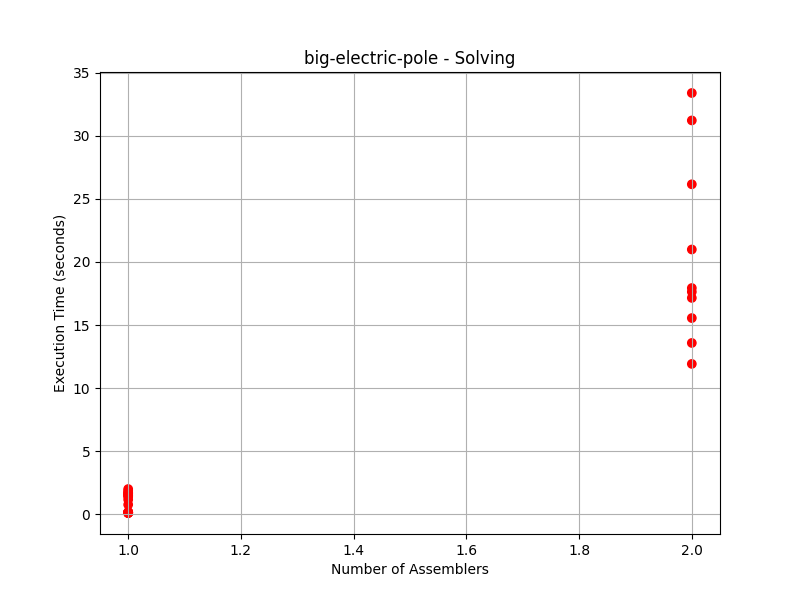 big-electric-pole - Solving
Execution Time (seconds)
35
30
25
20
15
10
5
0
1.0 1.2 1.4 1.6 1.8 2.0
Number of Assemblers